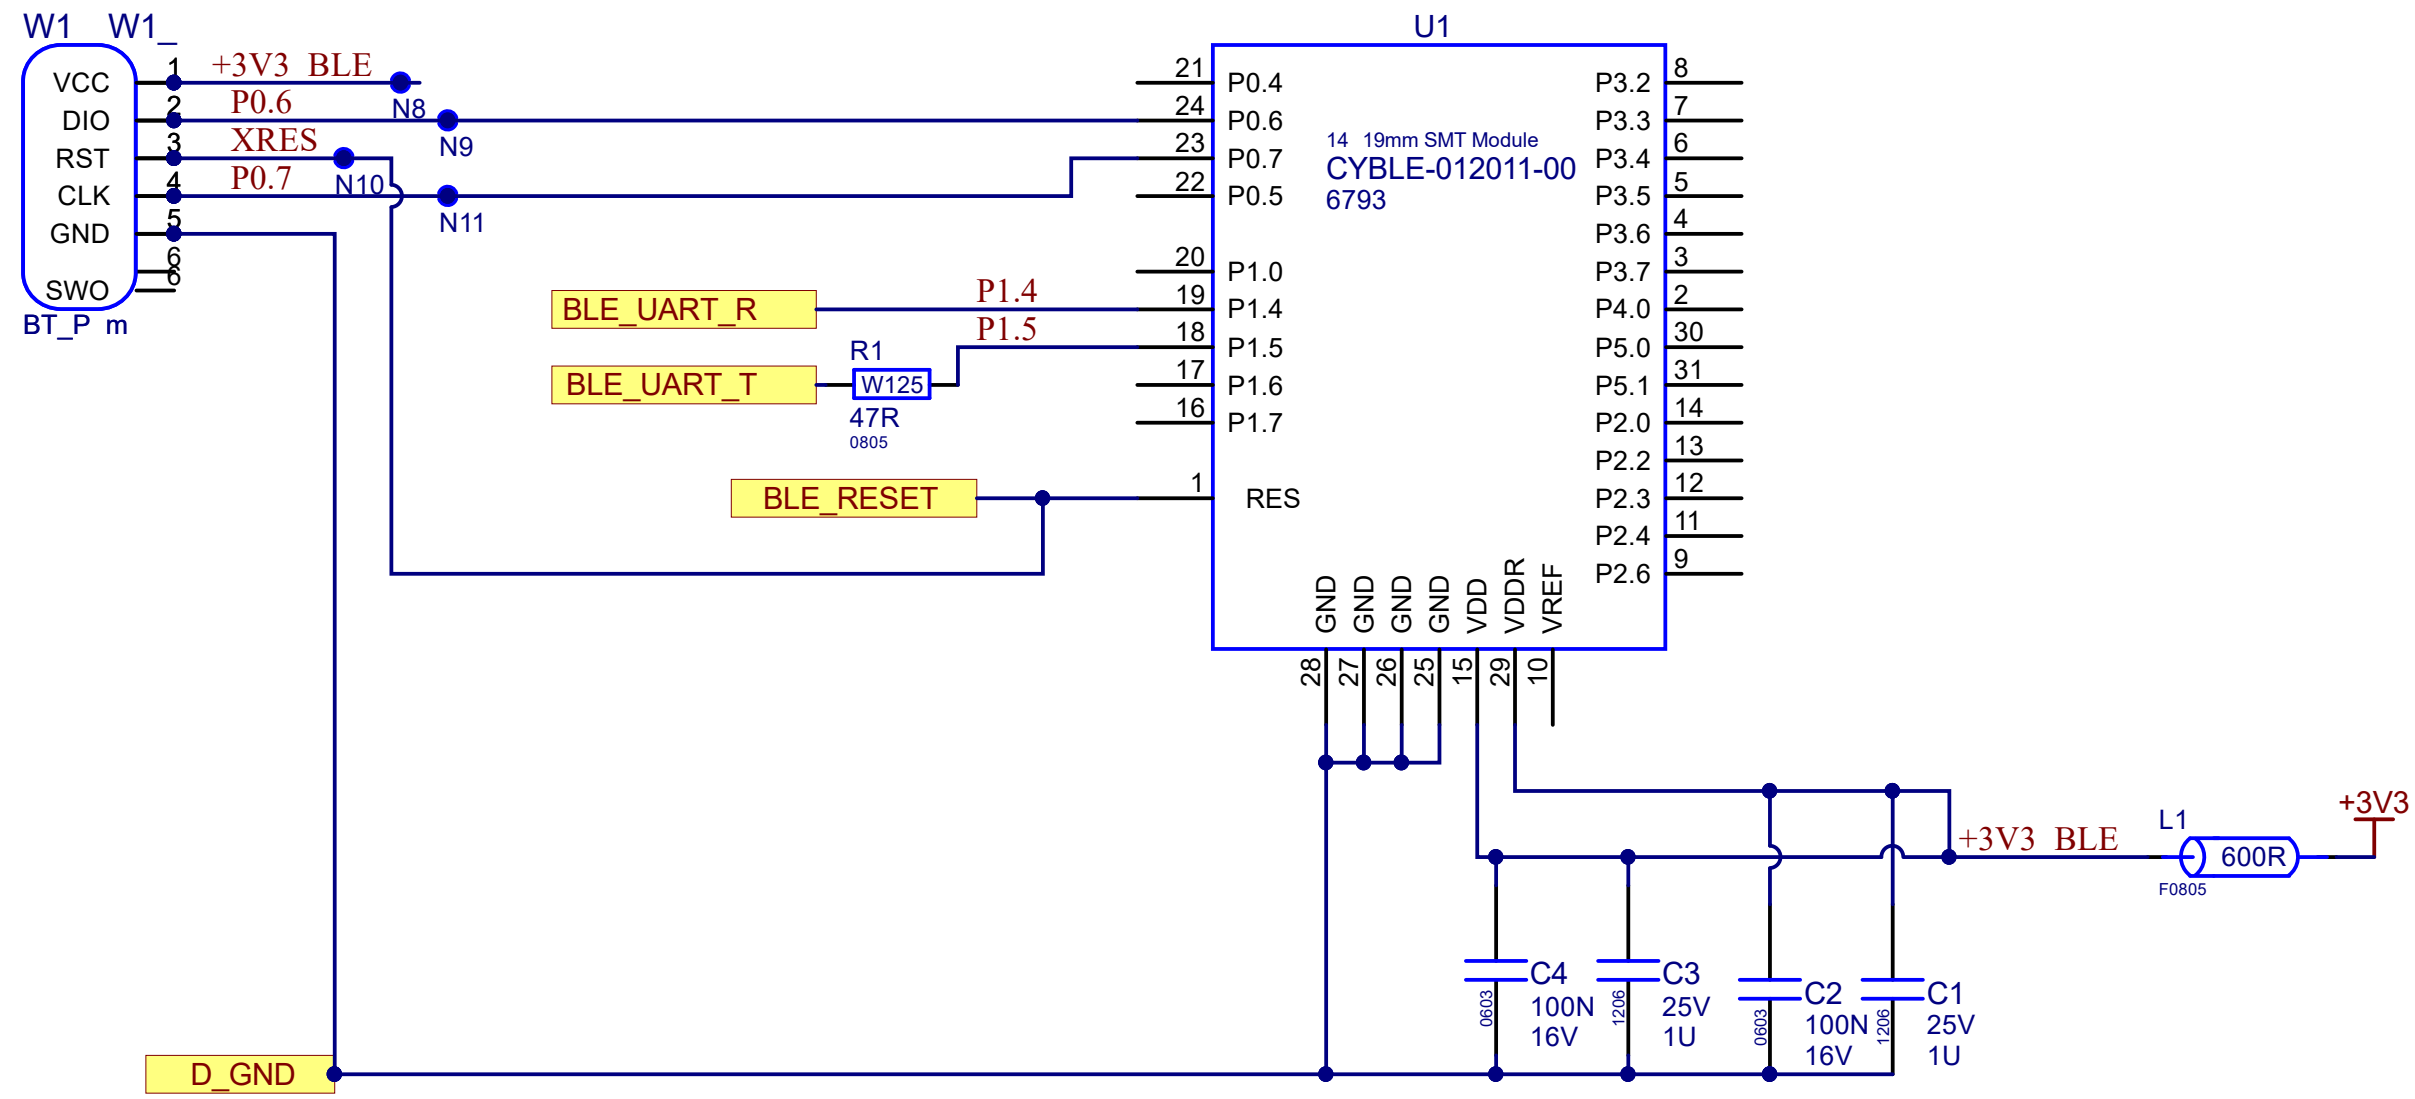 W1 W1_
VCC 1 +3V3 BLE
N8
DIO 2 P0.6
N9
RST 3 XRES
N10
CLK 4 P0.7
N11
GND 5
6
SWO 6
BT_P m
BLE_UART_R P1.4
BLE_UART_T P1.5
R1
W125
47R
0805
BLE_RESET
D_GND
U1
14 19mm SMT Module
CYBLE-012011-00
6793
21 P0.4
24 P0.6
23 P0.7
22 P0.5
20 P1.0
19 P1.4
18 P1.5
17 P1.6
16 P1.7
1 RES
P3.2 8
P3.3 7
P3.4 6
P3.5 5
P3.6 4
P3.7 3
P4.0 2
P5.0 30
P5.1 31
P2.0 14
P2.2 13
P2.3 12
P2.4 11
P2.6 9
GND 28
GND 27
GND 26
GND 25
VDD 15
VDDR 29
VREF 10
+3V3 BLE
L1
600R
F0805
+3V3
C4
100N
16V
0603
C3
25V
1U
1206
C2
100N
16V
0603
C1
25V
1U
1206